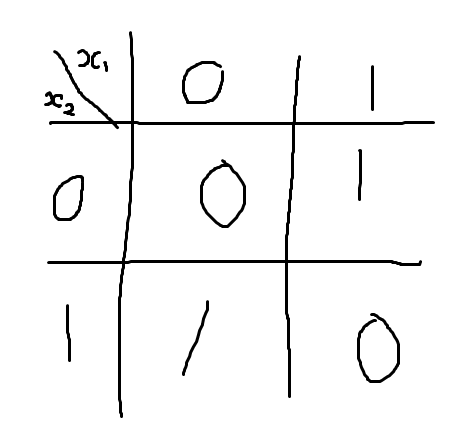 x₁ 0 1
x₂
0 0 1
1 1 0